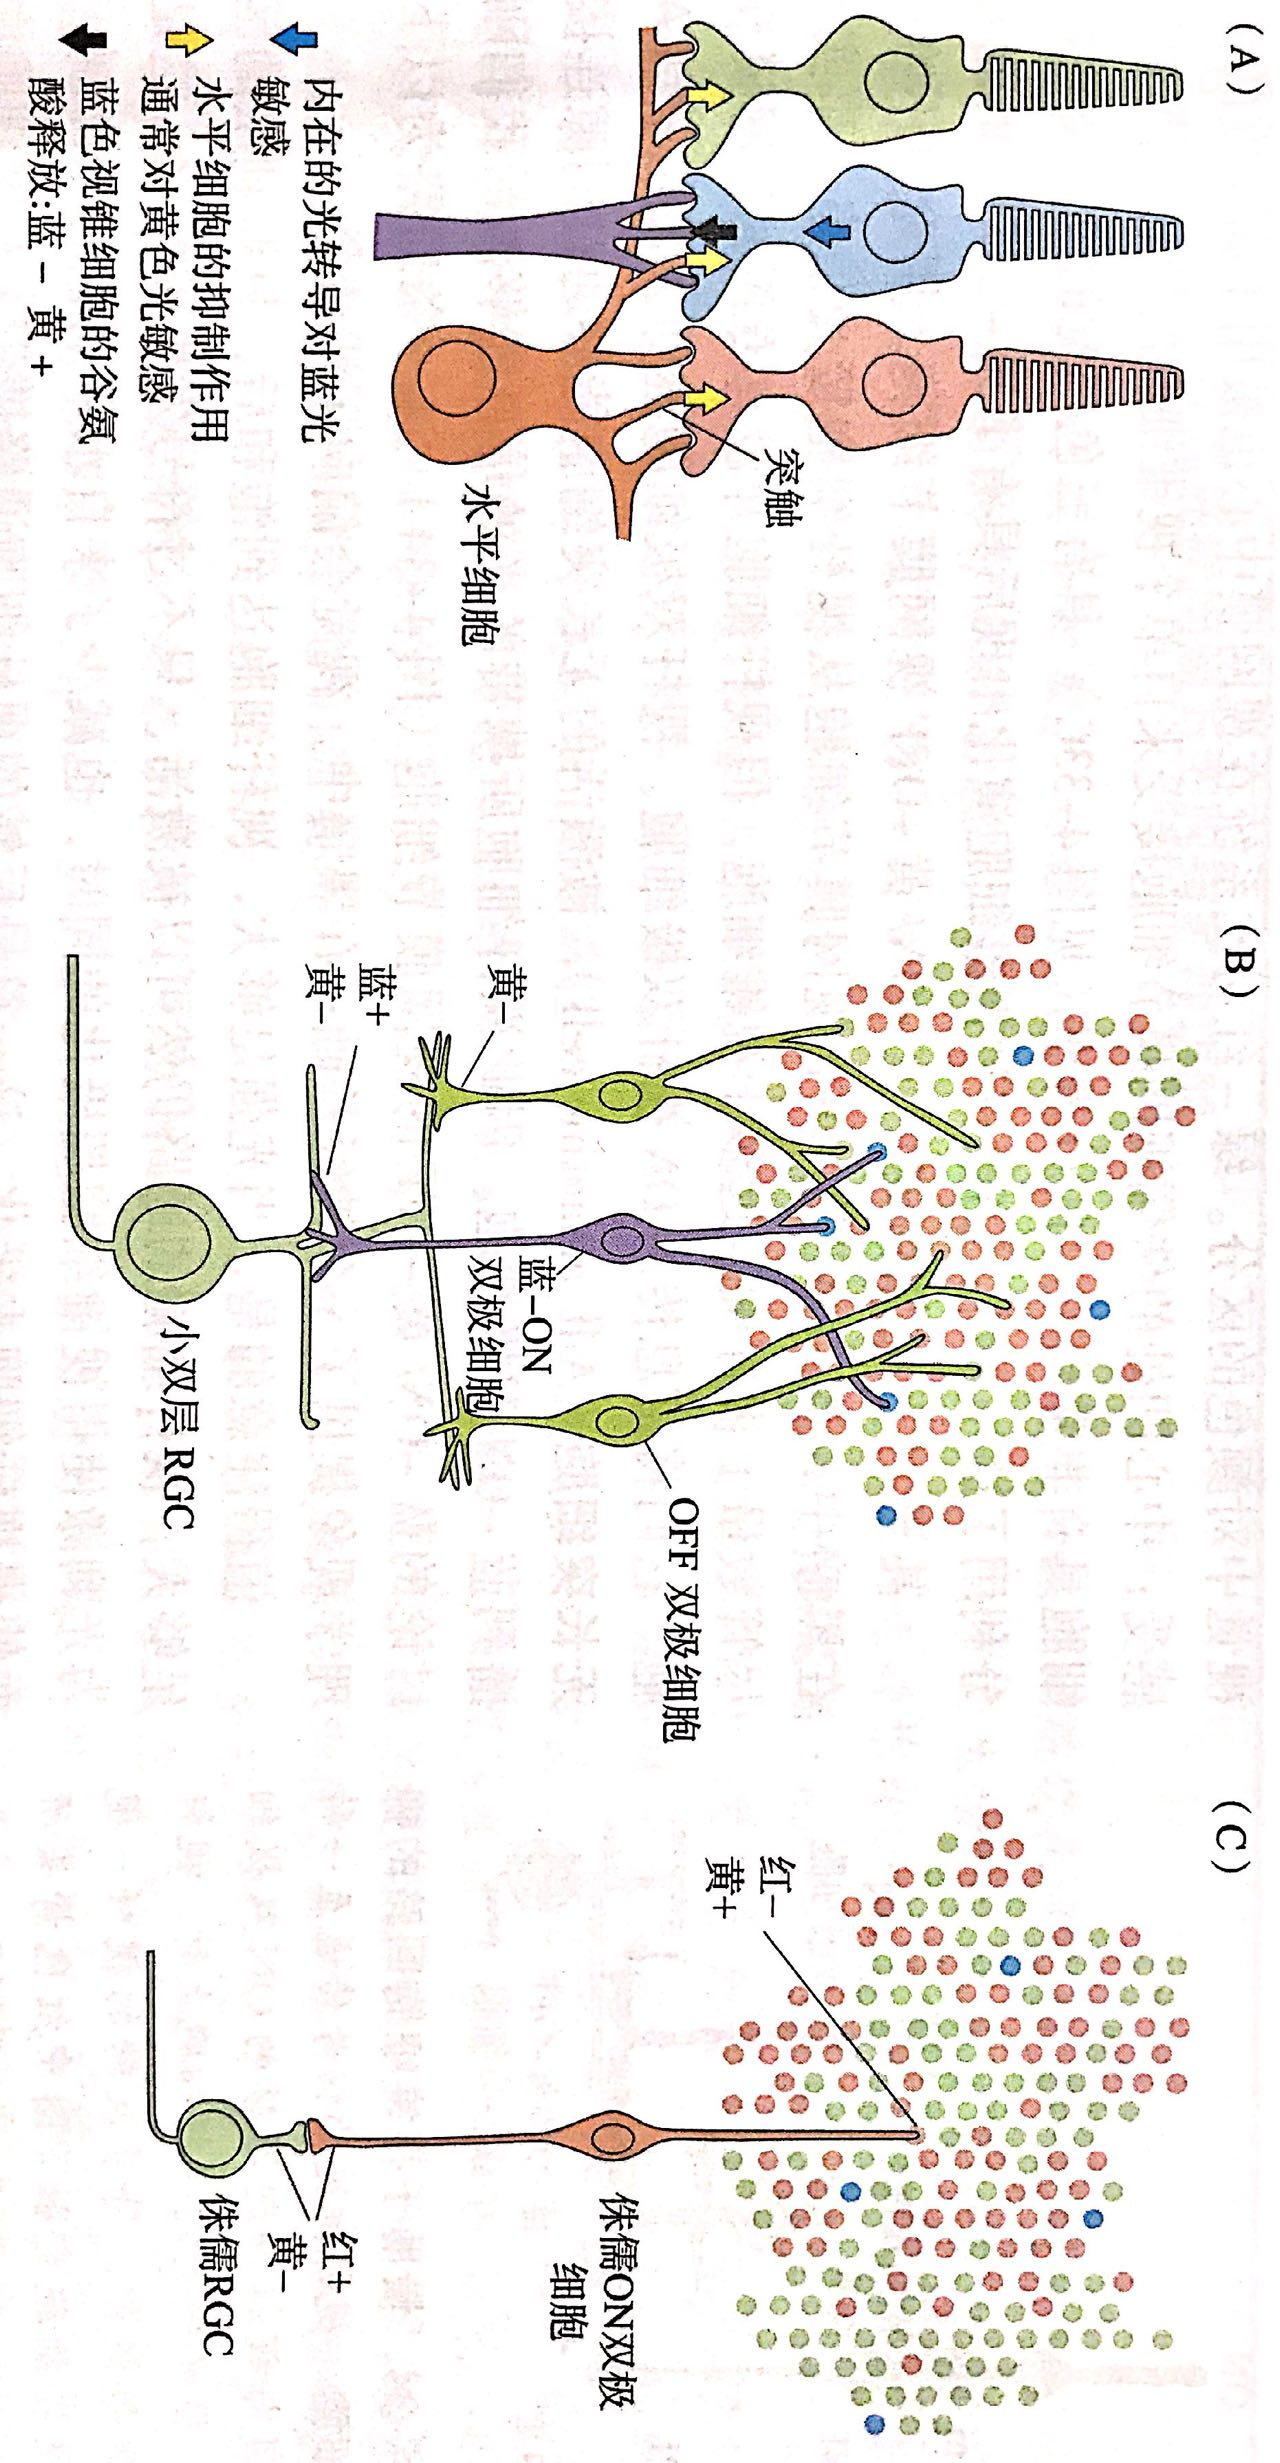 (A)
突触
水平细胞
内在的光转导对蓝光
敏感
水平细胞的抑制作用
通常对黄色光敏感
蓝色视锥细胞的谷氨
酸释放:蓝 - 黄 +
(B)
黄-
蓝+
黄-
蓝-ON
双极细胞
OFF 双极细胞
小双层 RGC
(C)
红-
黄+
侏儒ON双极
细胞
红+
黄-
侏儒RGC